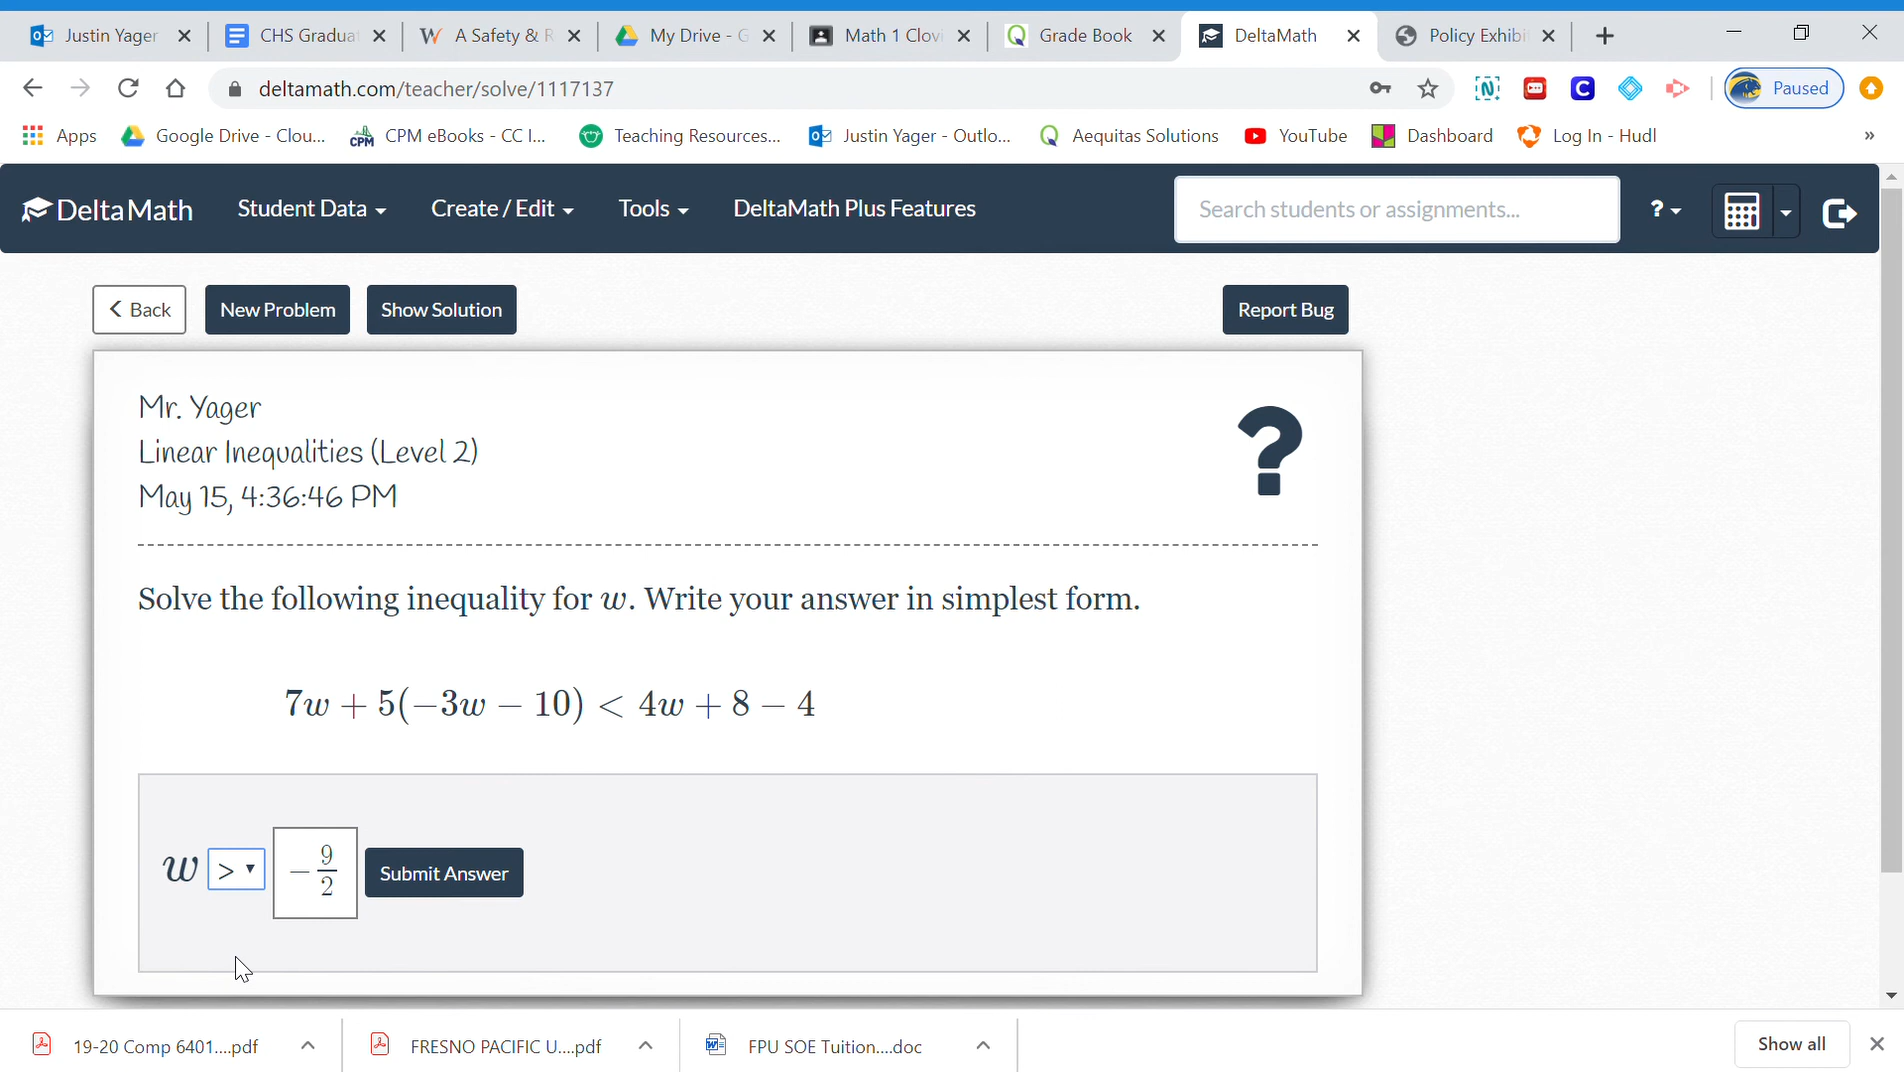 Justin Yager
CHS Gradua
A Safety & R
My Drive - G
Math 1 Clovi
Grade Book
DeltaMath
Policy Exhibi
deltamath.com/teacher/solve/1117137
Paused
Apps
Google Drive - Clou...
CPM eBooks - CC I...
Teaching Resources...
Justin Yager - Outlo...
Aequitas Solutions
YouTube
Dashboard
Log In - Hudl
»
DeltaMath
Student Data
Create / Edit
Tools
DeltaMath Plus Features
Search students or assignments...
?
Back
New Problem
Show Solution
Report Bug
Mr. Yager
Linear Inequalities (Level 2)
May 15, 4:36:46 PM
?
Solve the following inequality for w. Write your answer in simplest form.
7w + 5(−3w − 10) < 4w + 8 − 4
w > −9/2
Submit Answer
19-20 Comp 6401....pdf
FRESNO PACIFIC U....pdf
FPU SOE Tuition....doc
Show all